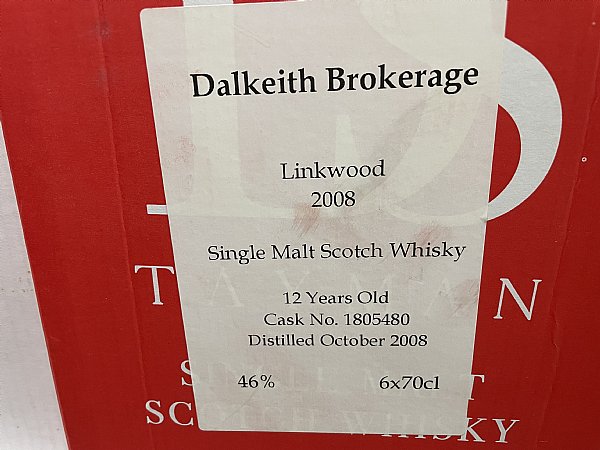 Dalkeith Brokerage
Linkwood
2008
Single Malt Scotch Whisky
12 Years Old
Cask No. 1805480
Distilled October 2008
46% 6x70cl